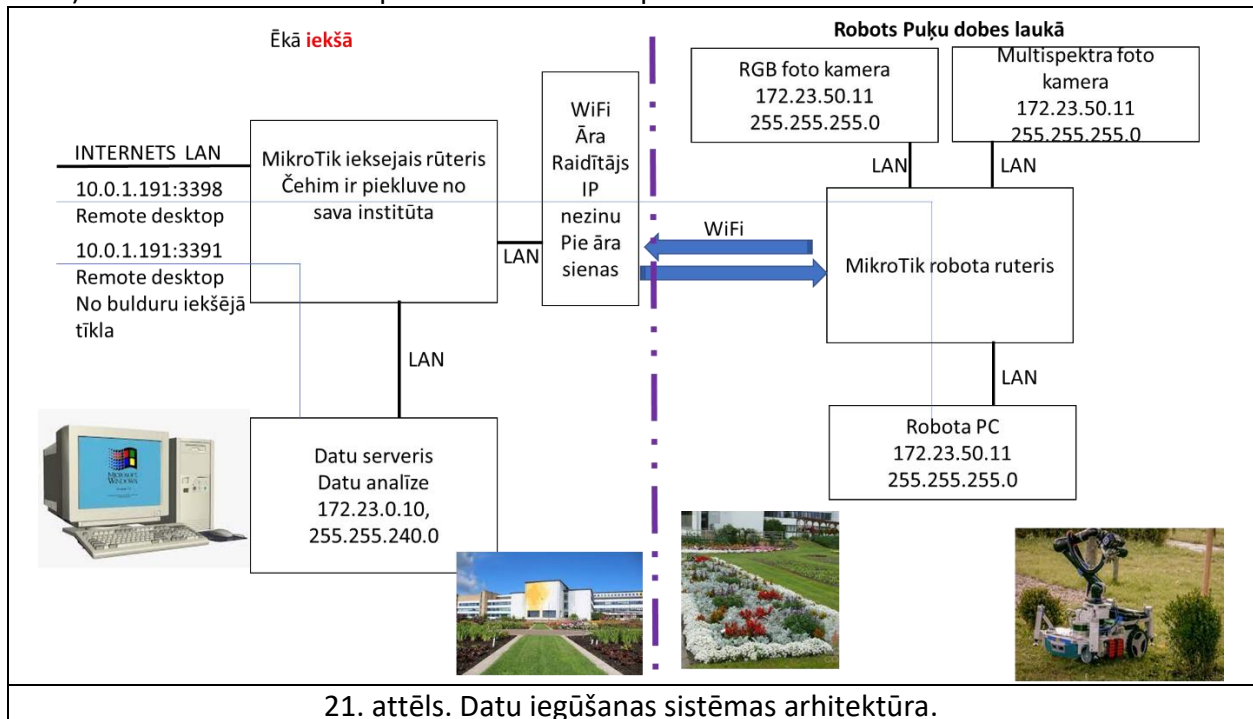 Ēkā iekšā
Robots Puķu dobes laukā
RGB foto kamera
172.23.50.11
255.255.255.0
Multispektra foto
kamera
172.23.50.11
255.255.255.0
WiFi
Āra
Raidītājs
IP
nezinu
Pie āra
sienas
INTERNETS LAN
10.0.1.191:3398
Remote desktop
10.0.1.191:3391
Remote desktop
No bulduru iekšējā
tīkla
MikroTik ieksejais rūteris
Čehim ir piekluve no
sava institūta
LAN
LAN
LAN
WiFi
MikroTik robota ruteris
LAN
LAN
Datu serveris
Datu analīze
172.23.0.10,
255.255.240.0
Robota PC
172.23.50.11
255.255.255.0
21. attēls. Datu iegūšanas sistēmas arhitektūra.